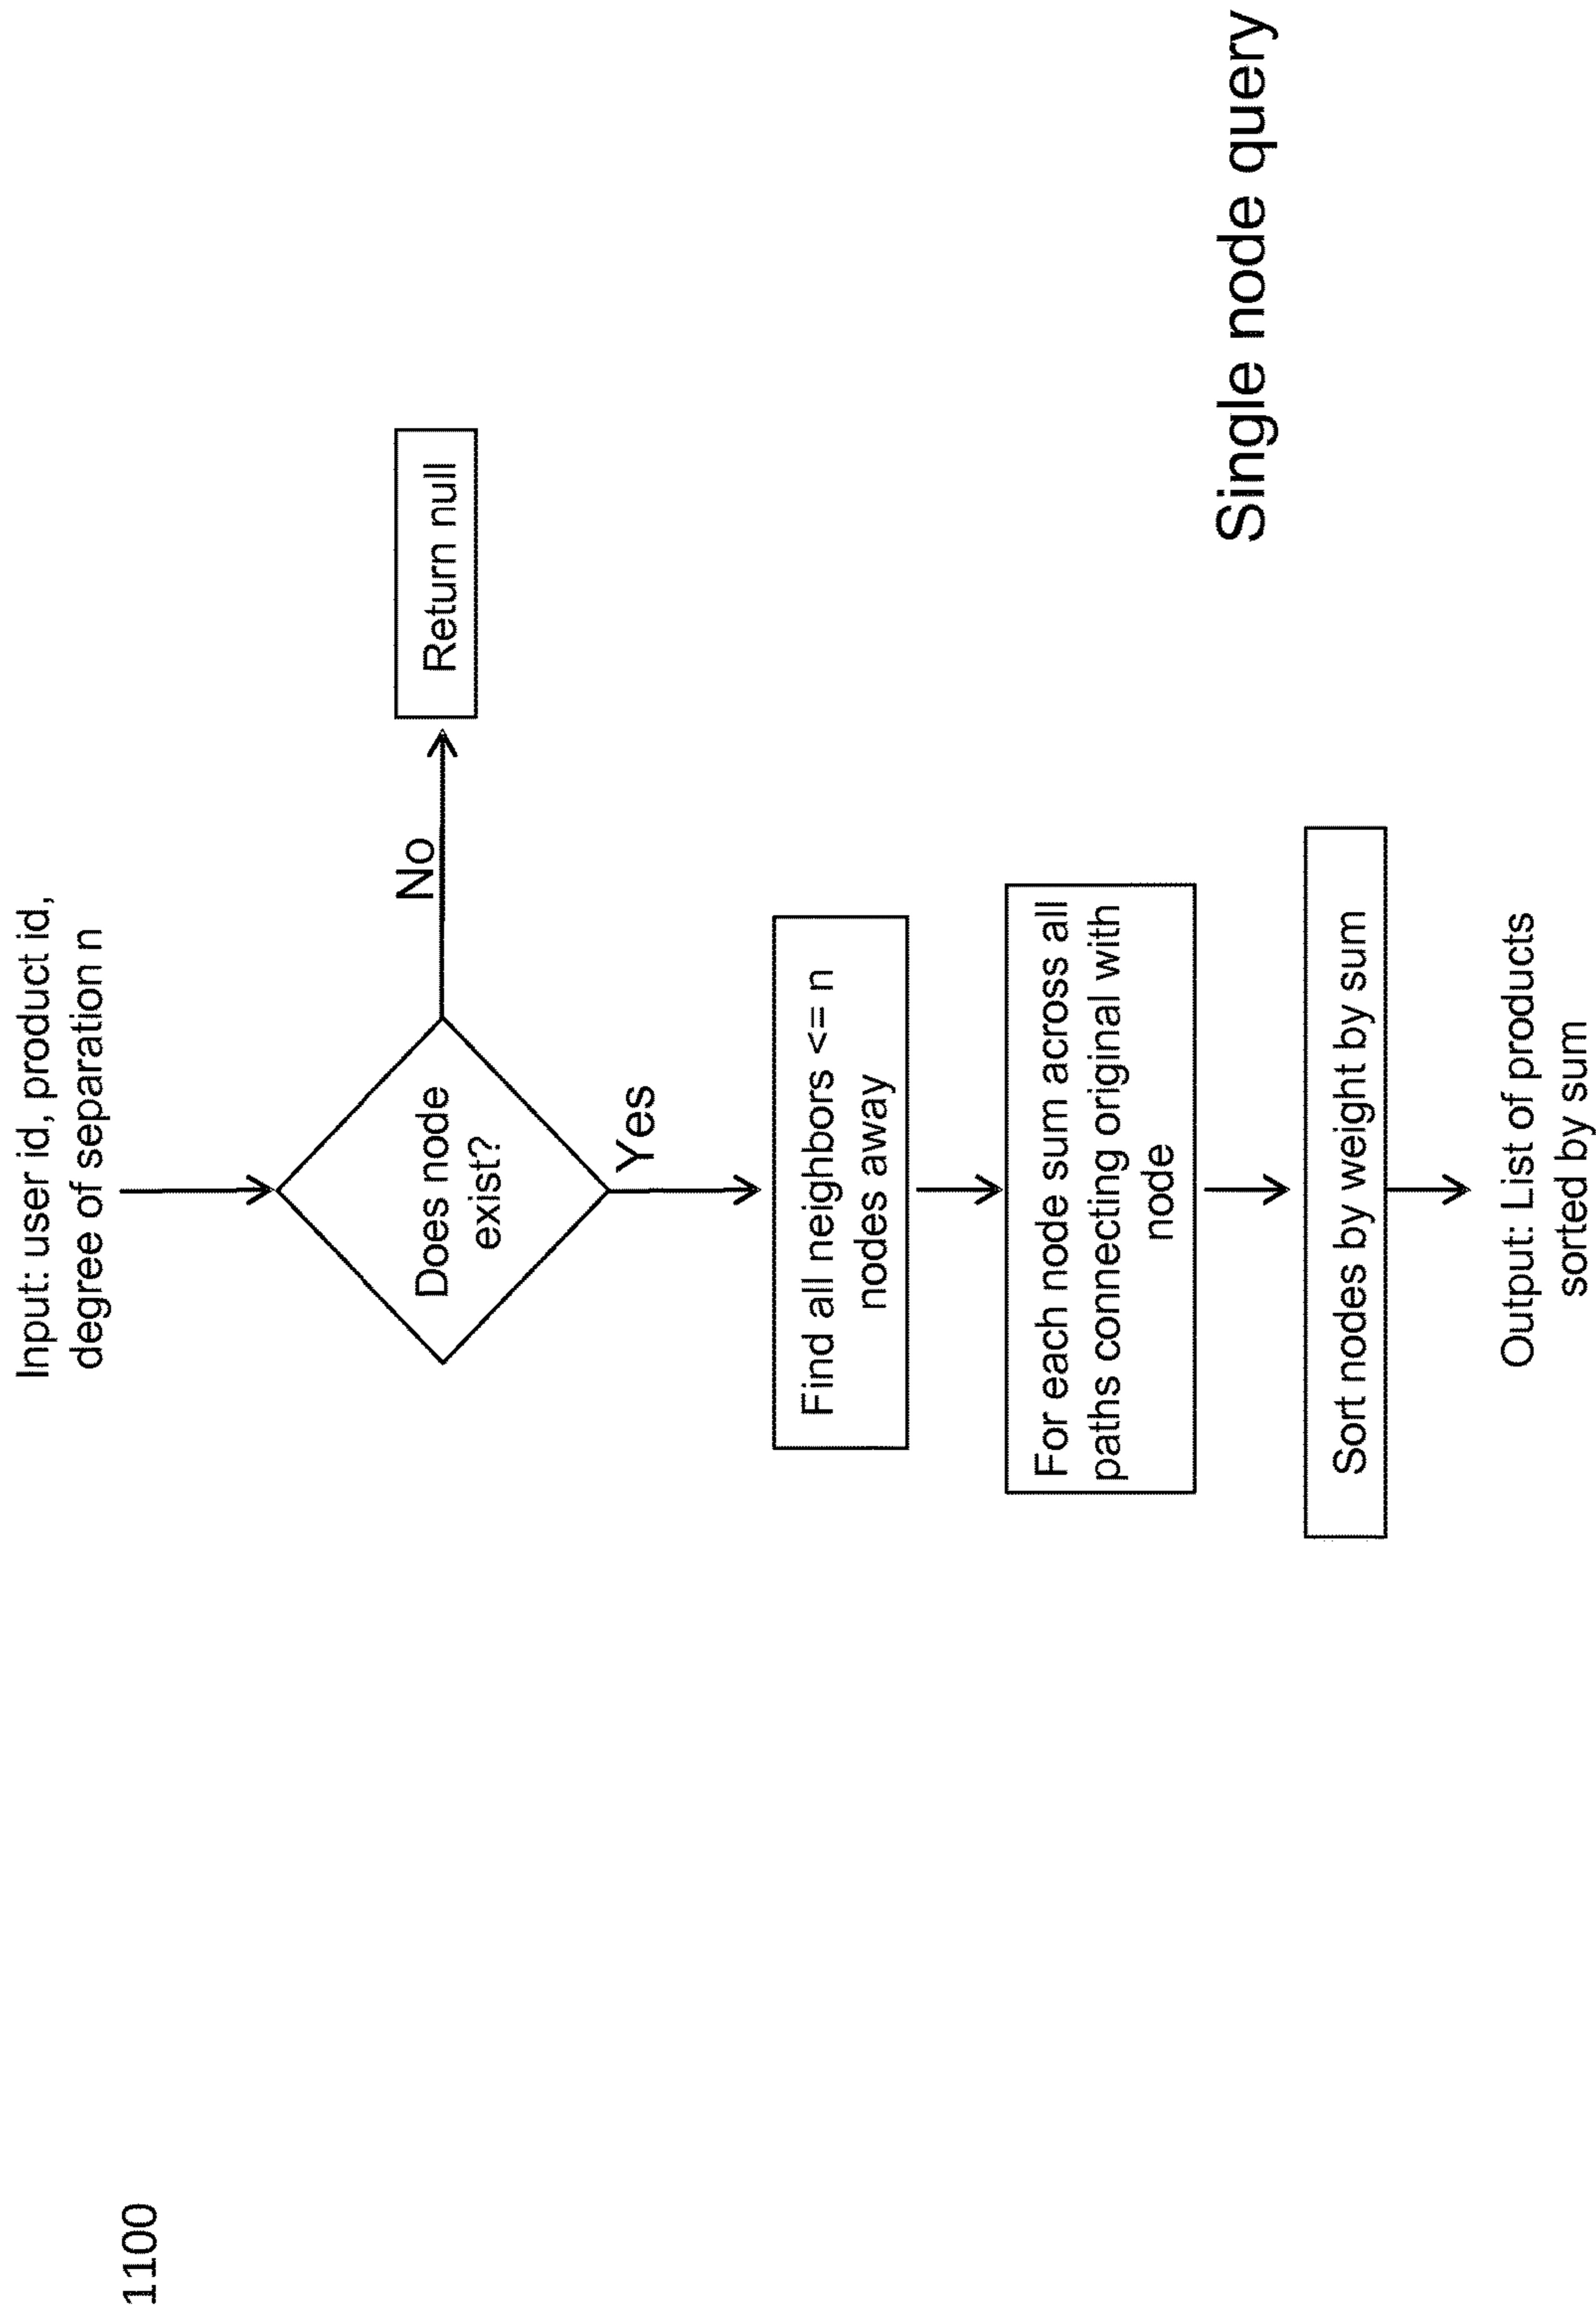 1100
Input: user id, product id,
degree of separation n
Does node
exist?
No
Return null
Yes
Find all neighbors <= n
nodes away
For each node sum across all
paths connecting original with
node
Sort nodes by weight by sum
Output: List of products
sorted by sum
Single node query